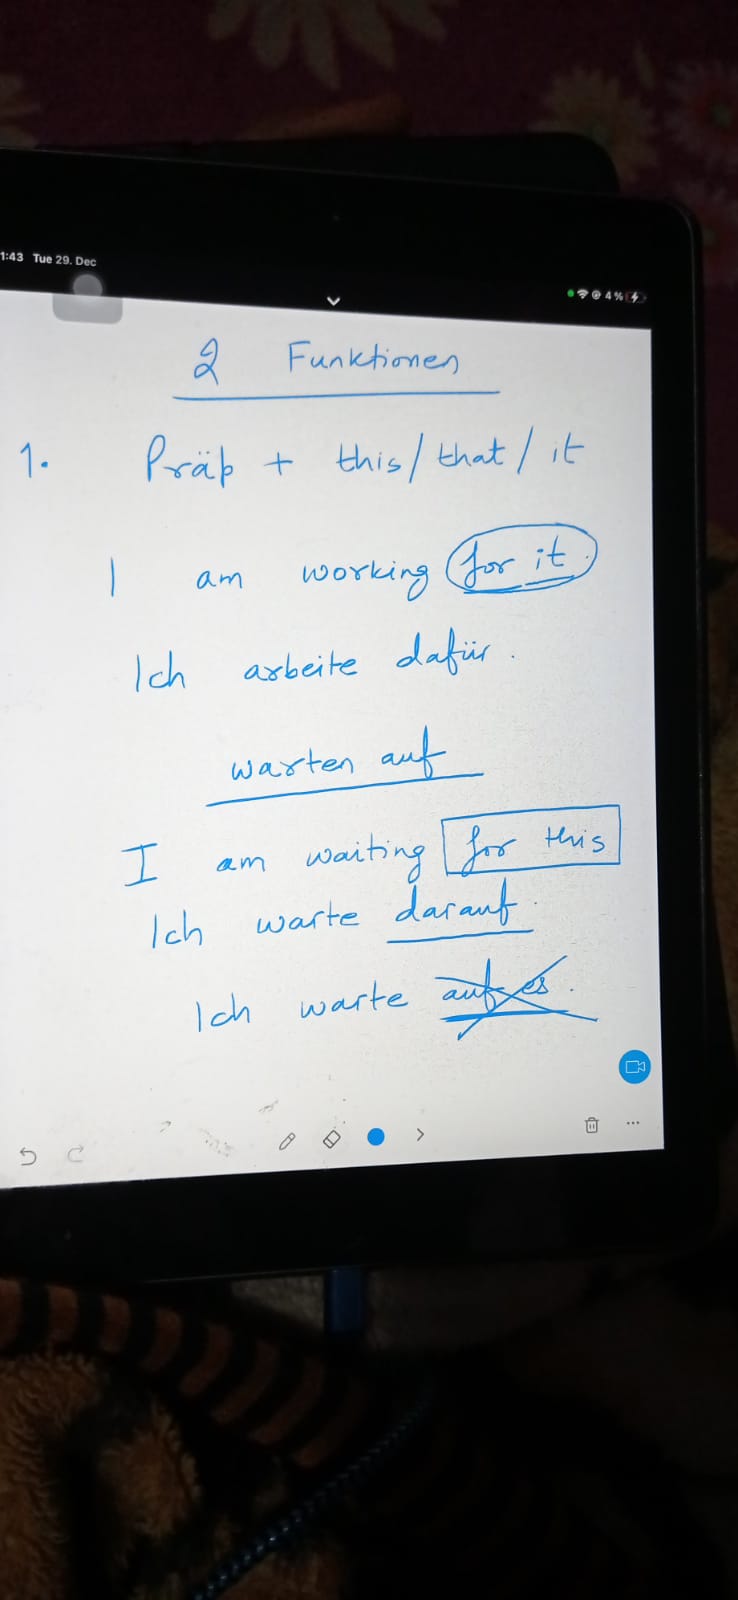 1:43 Tue 29. Dec
4%
2 Funktionen
1. Präp + this/that/it
I am working for it.
Ich arbeite dafür.
warten auf
I am waiting for this
Ich warte darauf.
Ich warte auf es.